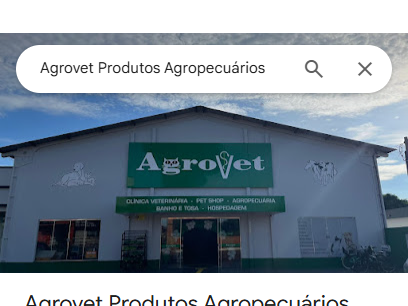 Agrovet Produtos Agropecuários
AgroVet
CLÍNICA VETERINÁRIA - PET SHOP - AGROPECUÁRIA
BANHO E TOSA - HOSPEDAGEM
Agrovet Produtos Agropecuários